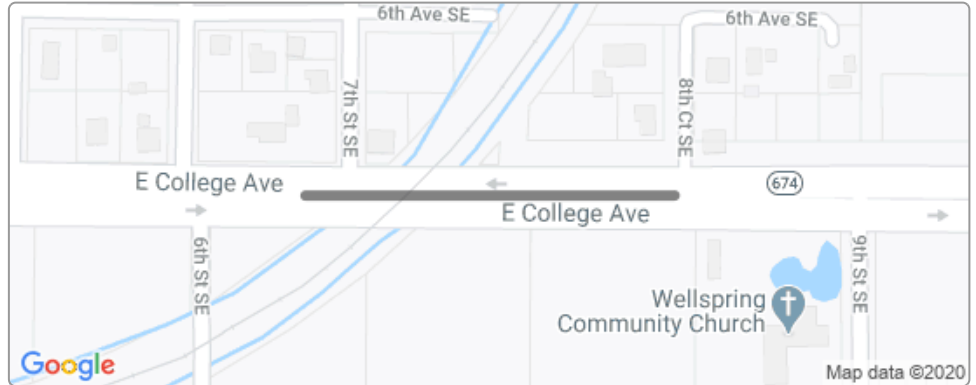 6th Ave SE
6th Ave SE
7th St SE
8th Ct SE
E College Ave
674
E College Ave
6th St SE
9th St SE
Wellspring
Community Church
Google
Map data ©2020